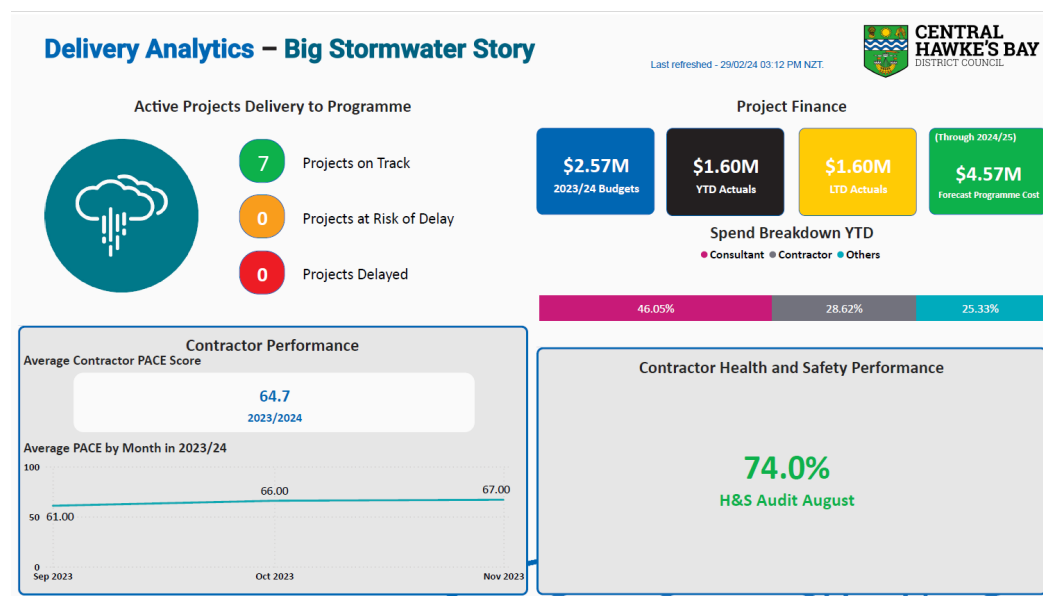 Delivery Analytics – Big Stormwater Story
Last refreshed - 29/02/24 03:12 PM NZT.
CENTRAL
HAWKE'S BAY
DISTRICT COUNCIL
Active Projects Delivery to Programme
7 Projects on Track
0 Projects at Risk of Delay
0 Projects Delayed
Project Finance
$2.57M
2023/24 Budgets
$1.60M
YTD Actuals
$1.60M
LTD Actuals
(Through 2024/25)
$4.57M
Forecast Programme Cost
Spend Breakdown YTD
Consultant Contractor Others
46.05% 28.62% 25.33%
Contractor Performance
Average Contractor PACE Score
64.7
2023/2024
Average PACE by Month in 2023/24
100
50
0
61.00
66.00
67.00
Sep 2023 Oct 2023 Nov 2023
Contractor Health and Safety Performance
74.0%
H&S Audit August